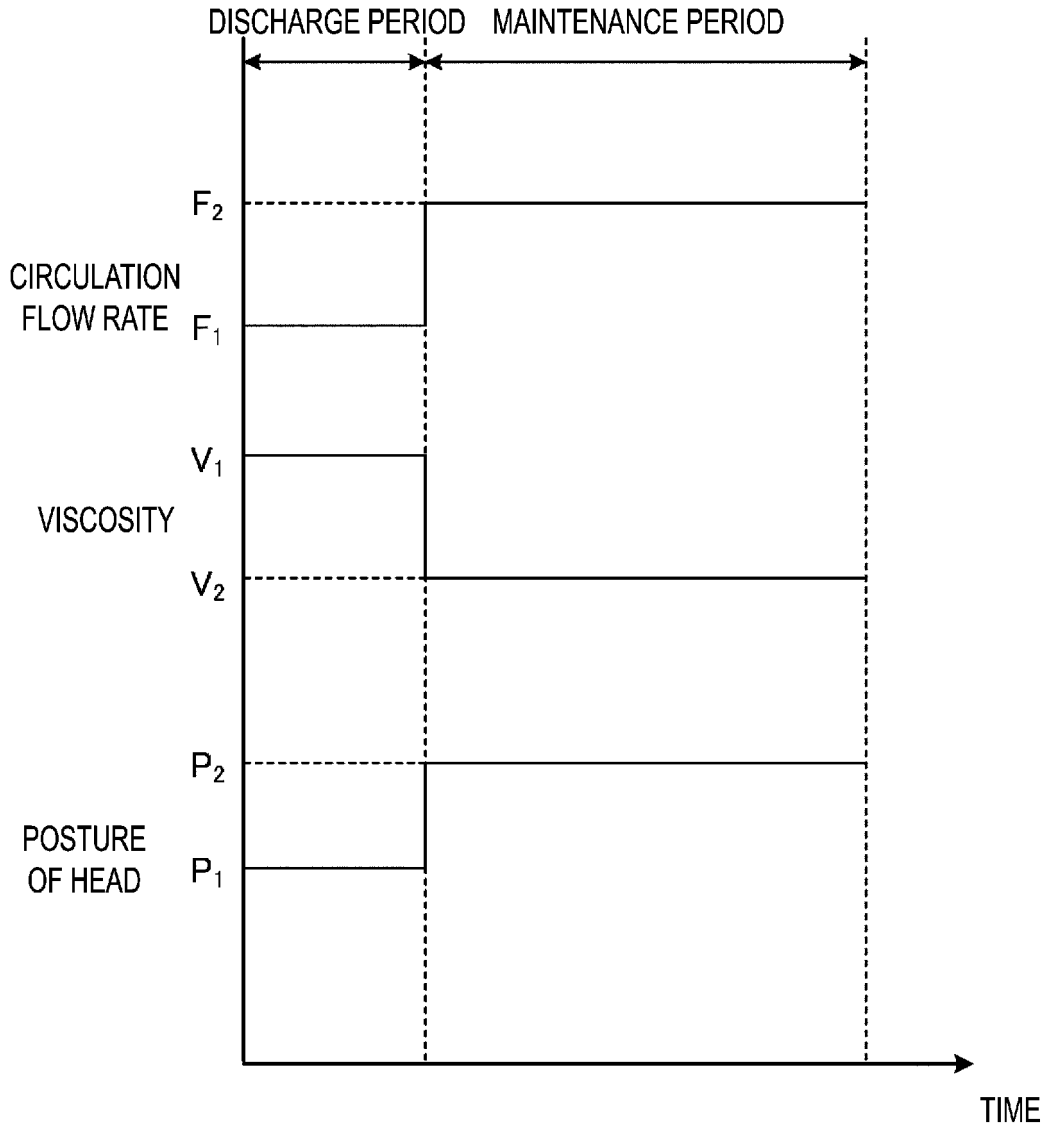 DISCHARGE PERIOD MAINTENANCE PERIOD
F₂
CIRCULATION
FLOW RATE
F₁
V₁
VISCOSITY
V₂
P₂
POSTURE
OF HEAD
P₁
TIME